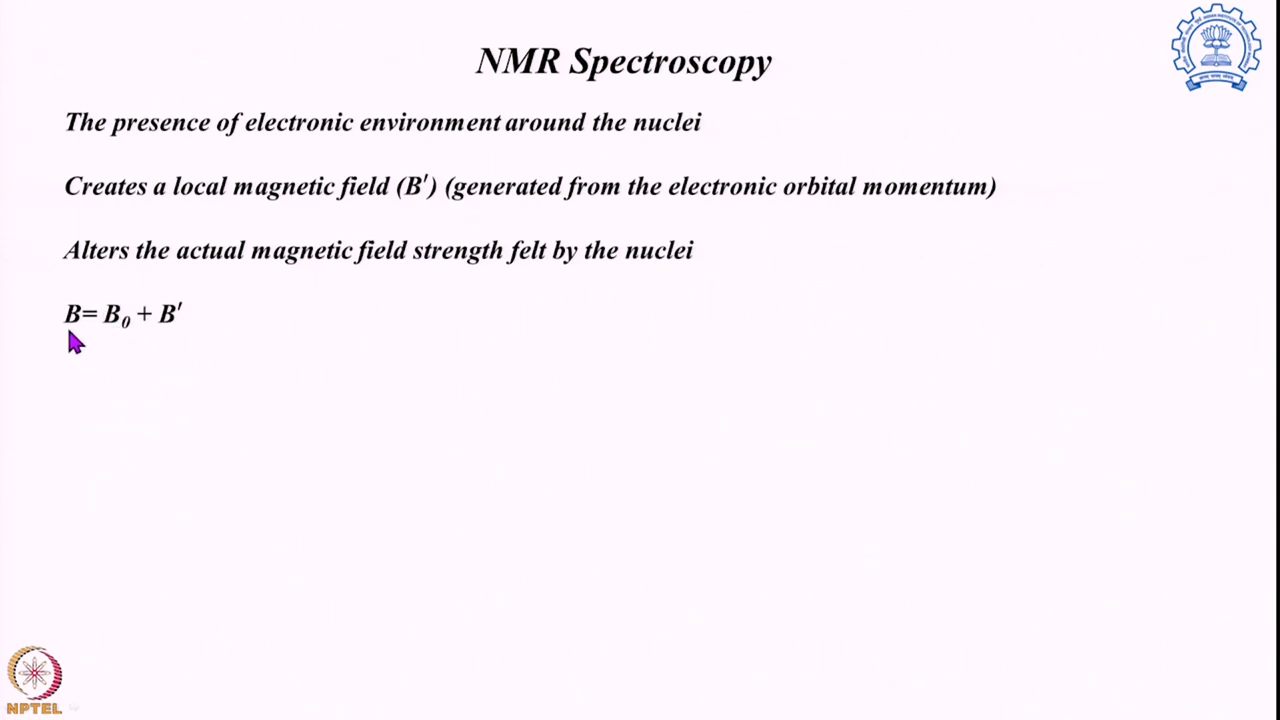 NMR Spectroscopy
The presence of electronic environment around the nuclei
Creates a local magnetic field (B′) (generated from the electronic orbital momentum)
Alters the actual magnetic field strength felt by the nuclei
B= B₀ + B′
NPTEL